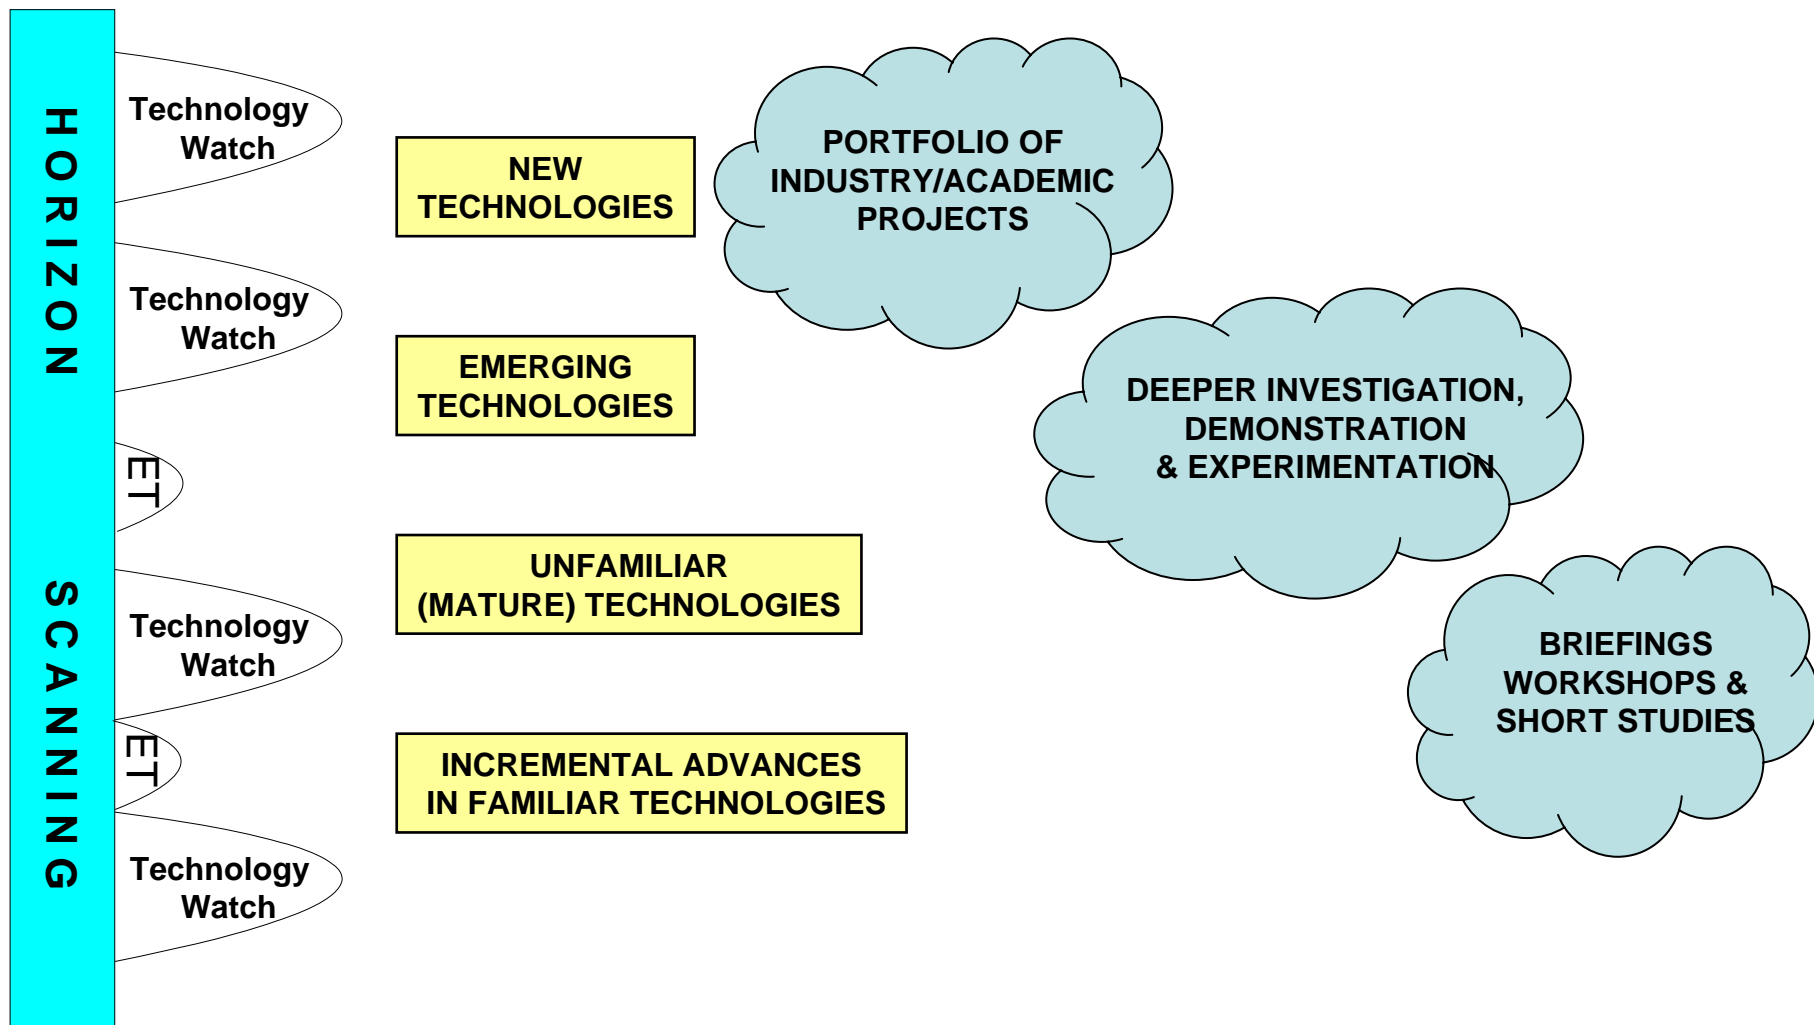 HORIZON SCANNING
Technology
Watch
Technology
Watch
ET
Technology
Watch
ET
Technology
Watch
NEW
TECHNOLOGIES
EMERGING
TECHNOLOGIES
UNFAMILIAR
(MATURE) TECHNOLOGIES
INCREMENTAL ADVANCES
IN FAMILIAR TECHNOLOGIES
PORTFOLIO OF
INDUSTRY/ACADEMIC
PROJECTS
DEEPER INVESTIGATION,
DEMONSTRATION
& EXPERIMENTATION
BRIEFINGS
WORKSHOPS &
SHORT STUDIES